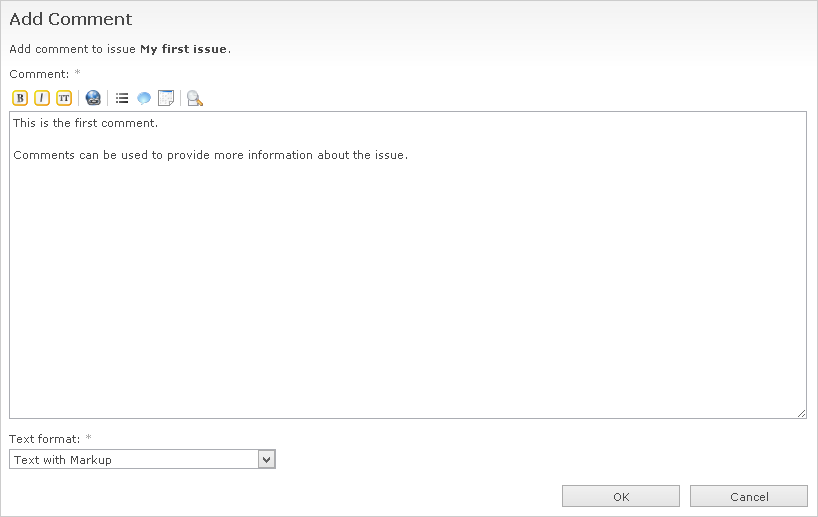 Add Comment
Add comment to issue My first issue.
Comment: *
B I TT
This is the first comment.
Comments can be used to provide more information about the issue.
Text format: *
Text with Markup
OK Cancel